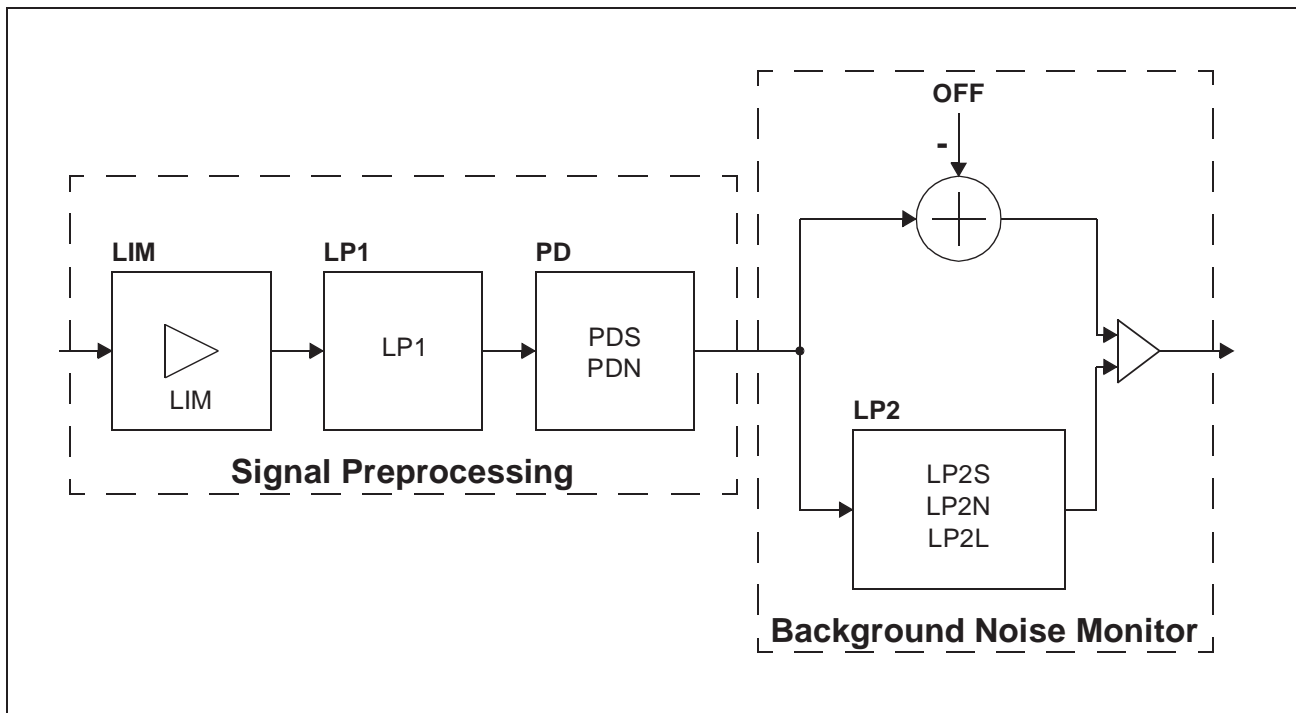 OFF
-
LIM
LP1
PD
LIM
LP1
PDS
PDN
Signal Preprocessing
LP2
LP2S
LP2N
LP2L
Background Noise Monitor